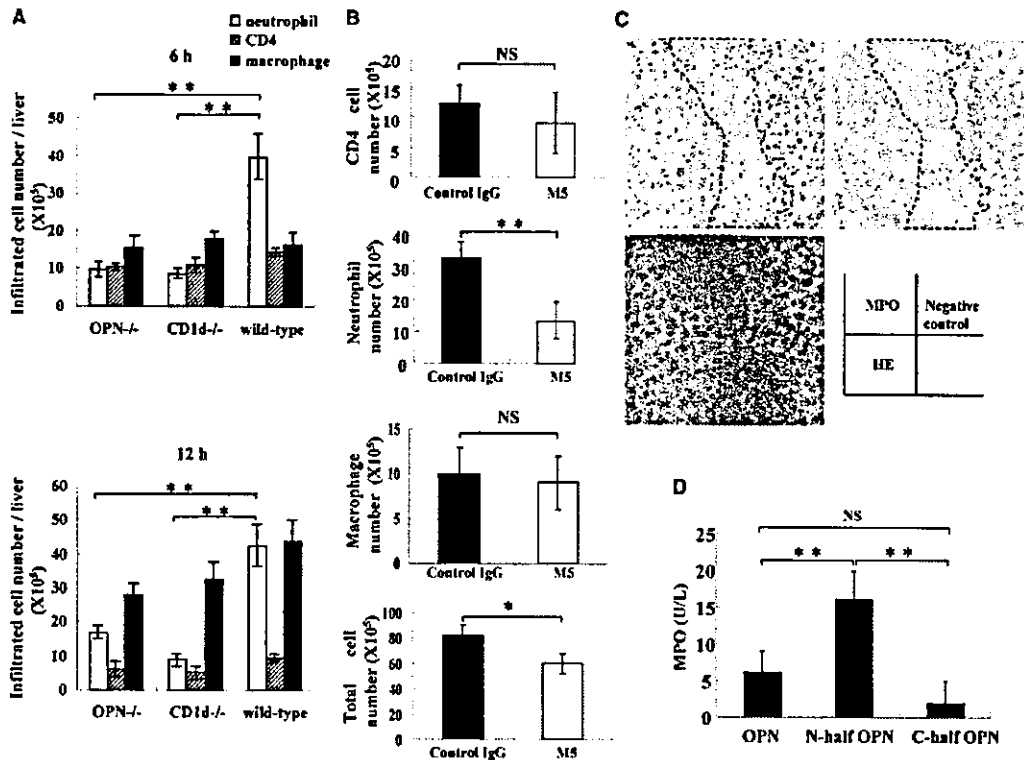 A
neutrophil
CD4
macrophage
6 h
**
**
Infiltrated cell number / liver
(X10⁵)
50
40
30
20
10
0
OPN-/-
CD1d-/-
wild-type
12 h
**
**
Infiltrated cell number / liver
(X10⁵)
60
50
40
30
20
10
0
OPN-/-
CD1d-/-
wild-type
B
NS
CD4 cell
number (X10⁵)
20
15
10
5
0
Control IgG
M5
**
Neutrophil
number (X10⁵)
40
30
20
10
0
Control IgG
M5
NS
Macrophage
number (X10⁵)
15
10
5
0
Control IgG
M5
*
Total cell
number (X10⁵)
100
80
60
40
20
0
Control IgG
M5
C
MPO
Negative
control
HE
D
NS
**
**
MPO (U/L)
25
20
15
10
5
0
OPN
N-half OPN
C-half OPN